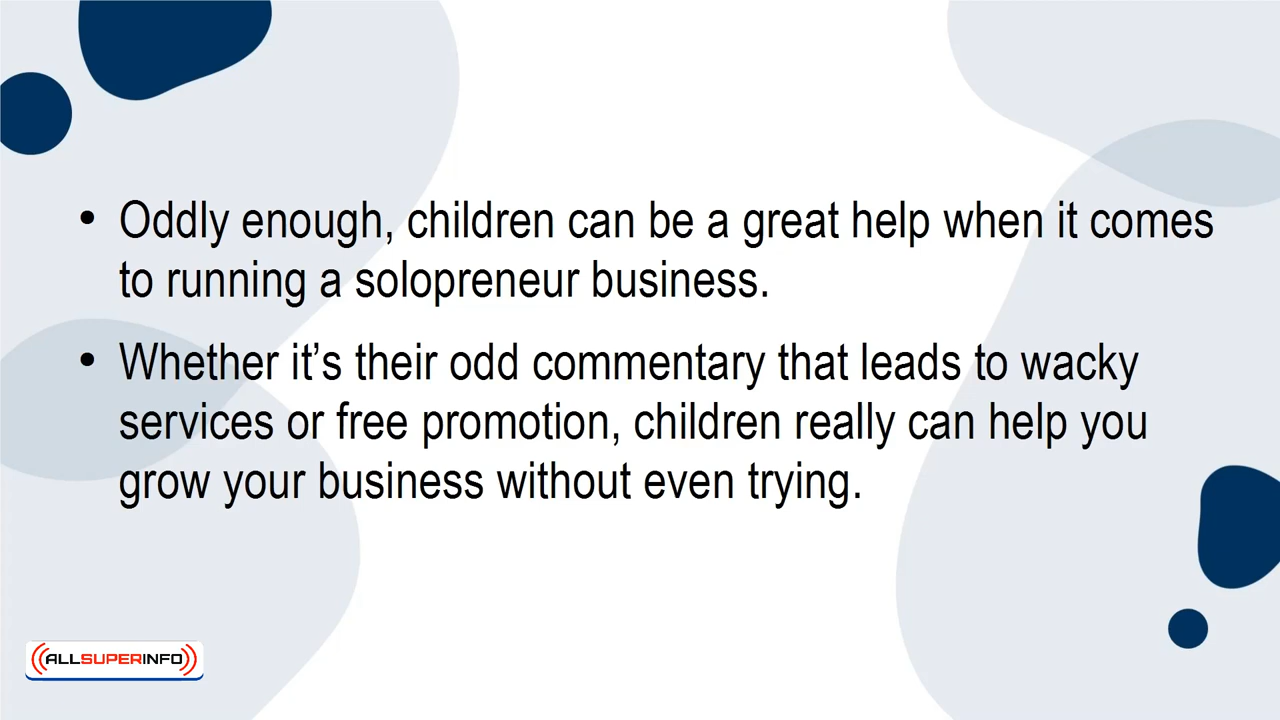 • Oddly enough, children can be a great help when it comes
to running a solopreneur business.
• Whether it’s their odd commentary that leads to wacky
services or free promotion, children really can help you
grow your business without even trying.
ALLSUPERINFO